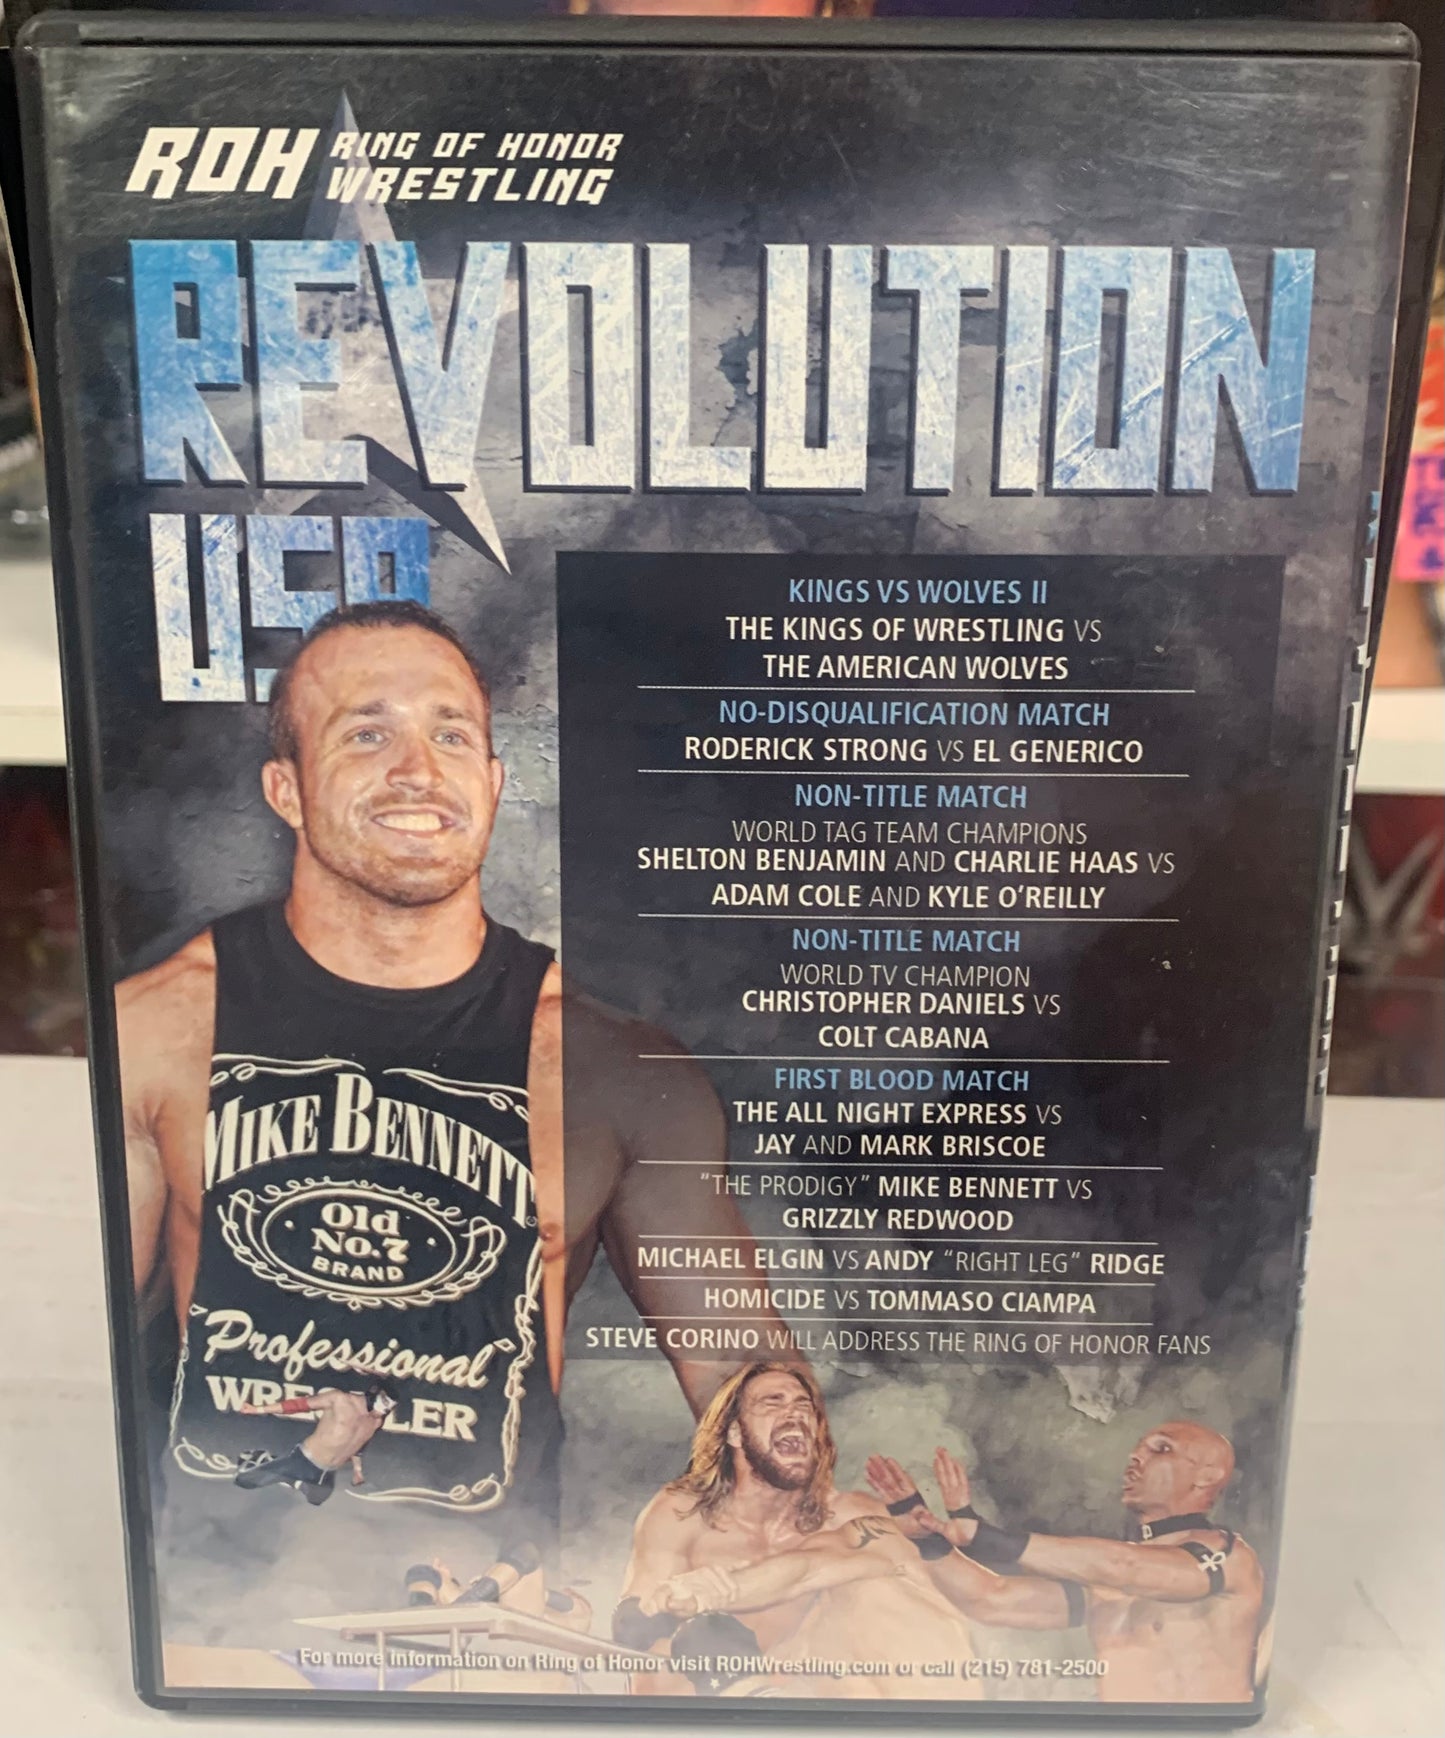 ROH RING OF HONOR
WRESTLING
REVOLUTION
USA
KINGS VS WOLVES II
THE KINGS OF WRESTLING VS
THE AMERICAN WOLVES
NO-DISQUALIFICATION MATCH
RODERICK STRONG VS EL GENERICO
NON-TITLE MATCH
WORLD TAG TEAM CHAMPIONS
SHELTON BENJAMIN AND CHARLIE HAAS VS
ADAM COLE AND KYLE O'REILLY
NON-TITLE MATCH
WORLD TV CHAMPION
CHRISTOPHER DANIELS VS
COLT CABANA
FIRST BLOOD MATCH
THE ALL NIGHT EXPRESS VS
JAY AND MARK BRISCOE
"THE PRODIGY" MIKE BENNETT VS
GRIZZLY REDWOOD
MICHAEL ELGIN VS ANDY "RIGHT LEG" RIDGE
HOMICIDE VS TOMMASO CIAMPA
STEVE CORINO WILL ADDRESS THE RING OF HONOR FANS
MIKE BENNETT
Old
No.7
BRAND
Professional
WRESTLER
For more information on Ring of Honor visit ROHWrestling.com or call (215) 781-2500